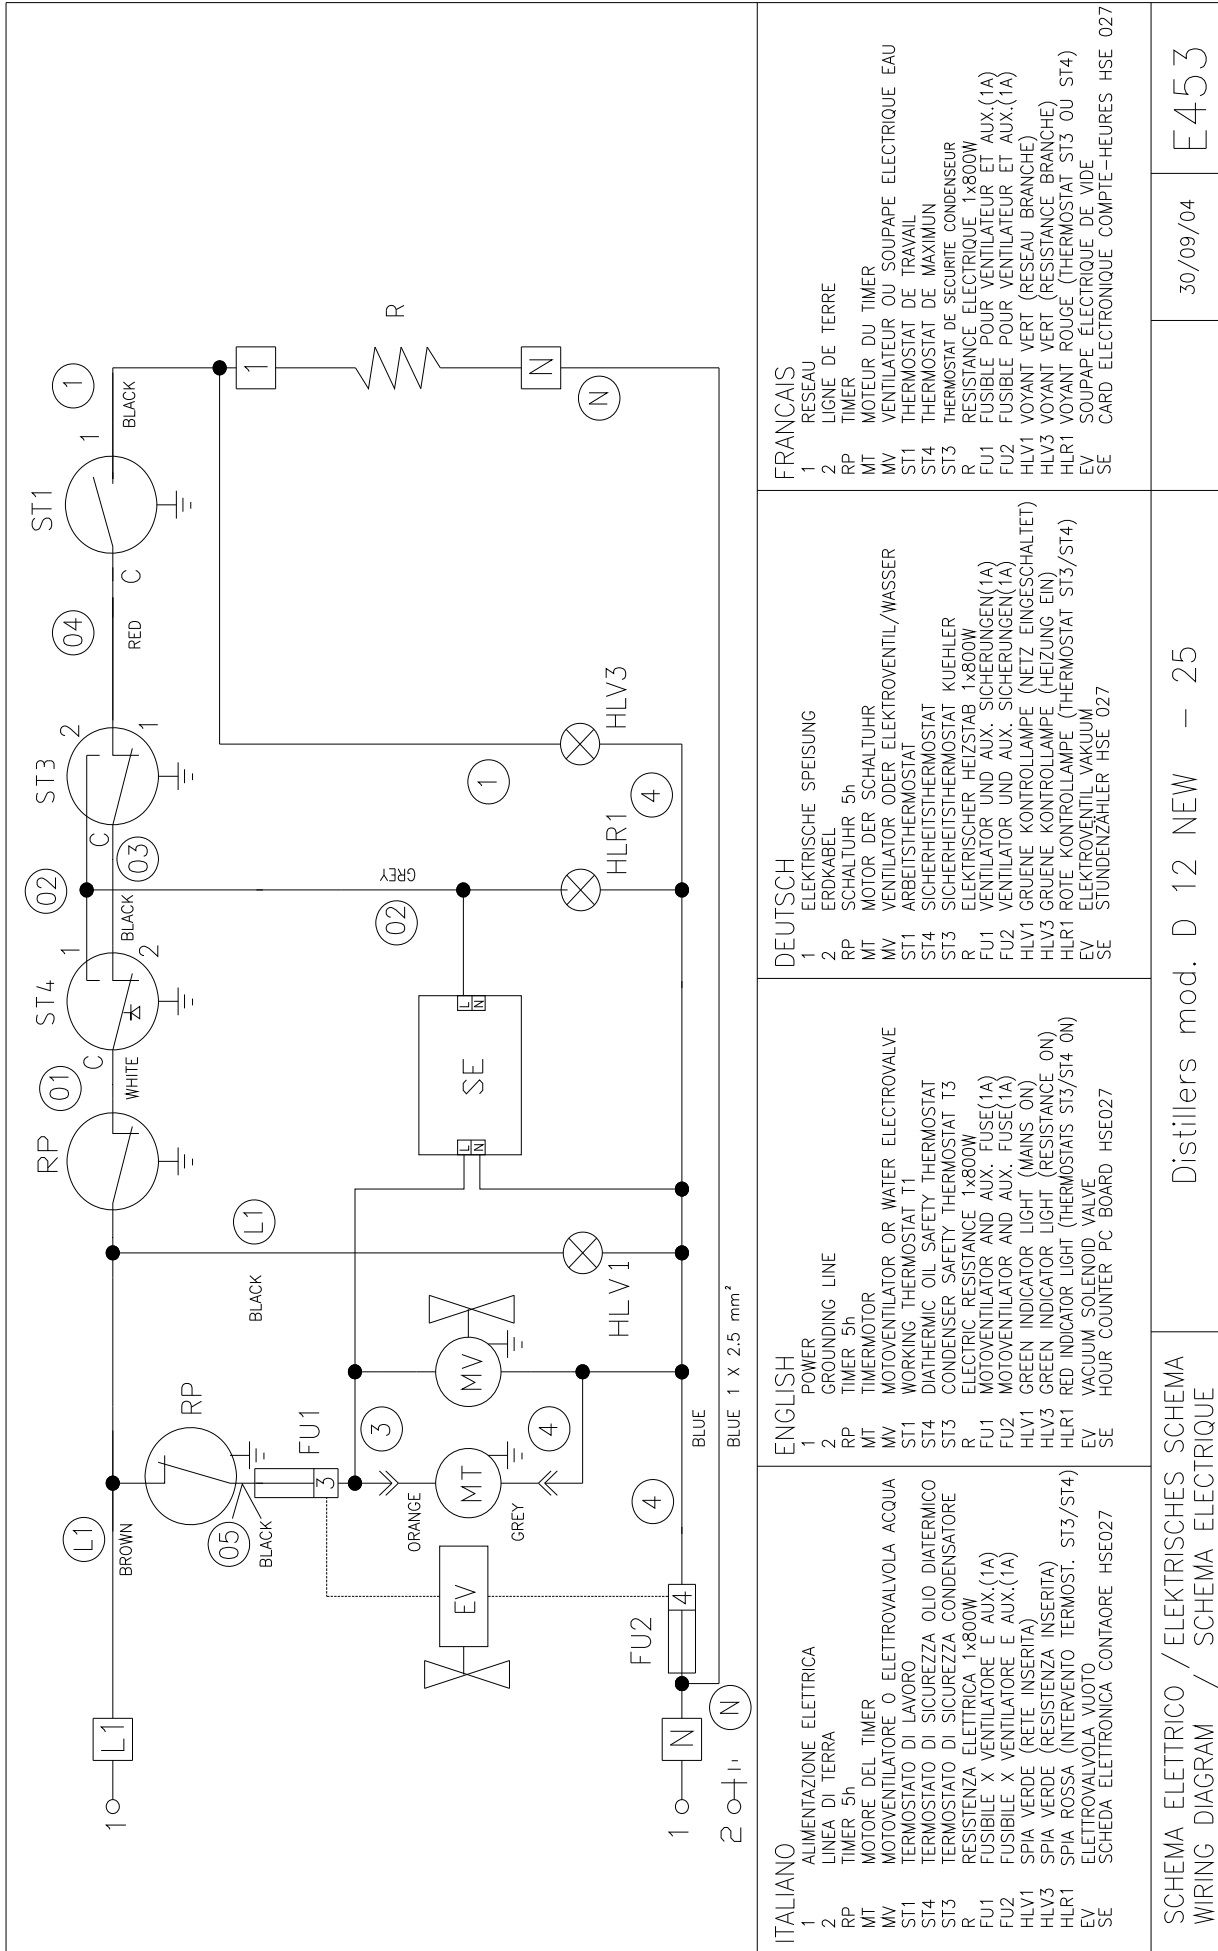 1
L1
L1
BROWN
RP
05
BLACK
FU1
3
L1
BLACK
RP
01
WHITE
C
ST4
1
2
02
BLACK
03
C
ST3
2
1
04
RED
C
ST1
1
1
BLACK
1
R
N
N
EV
ORANGE
3
MT
GREY
4
MV
HLV1
L
N
SE
L
N
GREY
02
HLR1
1
HLV3
4
1
N
N
FU2
4
4
BLUE
BLUE 1 X 2.5 mm²
2
ITALIANO
1 ALIMENTAZIONE ELETTRICA
2 LINEA DI TERRA
RP TIMER 5h
MT MOTORE DEL TIMER
MV MOTOVENTILATORE O ELETTROVALVOLA ACQUA
ST1 TERMOSTATO DI LAVORO
ST4 TERMOSTATO DI SICUREZZA OLIO DIATERMICO
ST3 TERMOSTATO DI SICUREZZA CONDENSATORE
R RESISTENZA ELETTRICA 1x800W
FU1 FUSIBILE X VENTILATORE E AUX.(1A)
FU2 FUSIBILE X VENTILATORE E AUX.(1A)
HLV1 SPIA VERDE (RETE INSERITA)
HLV3 SPIA VERDE (RESISTENZA INSERITA)
HLR1 SPIA ROSSA (INTERVENTO TERMOST. ST3/ST4)
EV ELETTROVALVOLA VUOTO
SE SCHEDA ELETTRONICA CONTAORE HSE027
ENGLISH
1 POWER
2 GROUNDING LINE
RP TIMER 5h
MT TIMERMOTOR
MV MOTOVENTILATOR OR WATER ELECTROVALVE
ST1 WORKING THERMOSTAT T1
ST4 DIATHERMIC OIL SAFETY THERMOSTAT
ST3 CONDENSER SAFETY THERMOSTAT T3
R ELECTRIC RESISTANCE 1x800W
FU1 MOTOVENTILATOR AND AUX. FUSE(1A)
FU2 MOTOVENTILATOR AND AUX. FUSE(1A)
HLV1 GREEN INDICATOR LIGHT (MAINS ON)
HLV3 GREEN INDICATOR LIGHT (RESISTANCE ON)
HLR1 RED INDICATOR LIGHT (THERMOSTATS ST3/ST4 ON)
EV VACUUM SOLENOID VALVE
SE HOUR COUNTER PC BOARD HSE027
DEUTSCH
1 ELEKTRISCHE SPEISUNG
2 ERDKABEL
RP SCHALTUHR 5h
MT MOTOR DER SCHALTUHR
MV VENTILATOR ODER ELEKTROVENTIL/WASSER
ST1 ARBEITSTHERMOSTAT
ST4 SICHERHEITSTHERMOSTAT
ST3 SICHERHEITSTHERMOSTAT KUEHLER
R ELEKTRISCHER HEIZSTAB 1x800W
FU1 VENTILATOR UND AUX. SICHERUNGEN(1A)
FU2 VENTILATOR UND AUX. SICHERUNGEN(1A)
HLV1 GRUENE KONTROLLAMPE (NETZ EINGESCHALTET)
HLV3 GRUENE KONTROLLAMPE (HEIZUNG EIN)
HLR1 ROTE KONTROLLAMPE (THERMOSTAT ST3/ST4)
EV ELEKTROVENTIL VAKUUM
SE STUNDENZÄHLER HSE 027
FRANCAIS
1 RESEAU
2 LIGNE DE TERRE
RP TIMER
MT MOTEUR DU TIMER
MV VENTILATEUR OU SOUPAPE ELECTRIQUE EAU
ST1 THERMOSTAT DE TRAVAIL
ST4 THERMOSTAT DE MAXIMUN
ST3 THERMOSTAT DE SECURITE CONDENSEUR
R RESISTANCE ELECTRIQUE 1x800W
FU1 FUSIBLE POUR VENTILATEUR ET AUX.(1A)
FU2 FUSIBLE POUR VENTILATEUR ET AUX.(1A)
HLV1 VOYANT VERT (RESEAU BRANCHE)
HLV3 VOYANT VERT (RESISTANCE BRANCHE)
HLR1 VOYANT ROUGE (THERMOSTAT ST3 OU ST4)
EV SOUPAPE ÉLECTRIQUE DE VIDE
SE CARD ELECTRONIQUE COMPTE-HEURES HSE 027
SCHEMA ELETTRICO / ELEKTRISCHES SCHEMA
WIRING DIAGRAM / SCHEMA ELECTRIQUE
Distillers mod. D 12 NEW - 25
30/09/04
E453